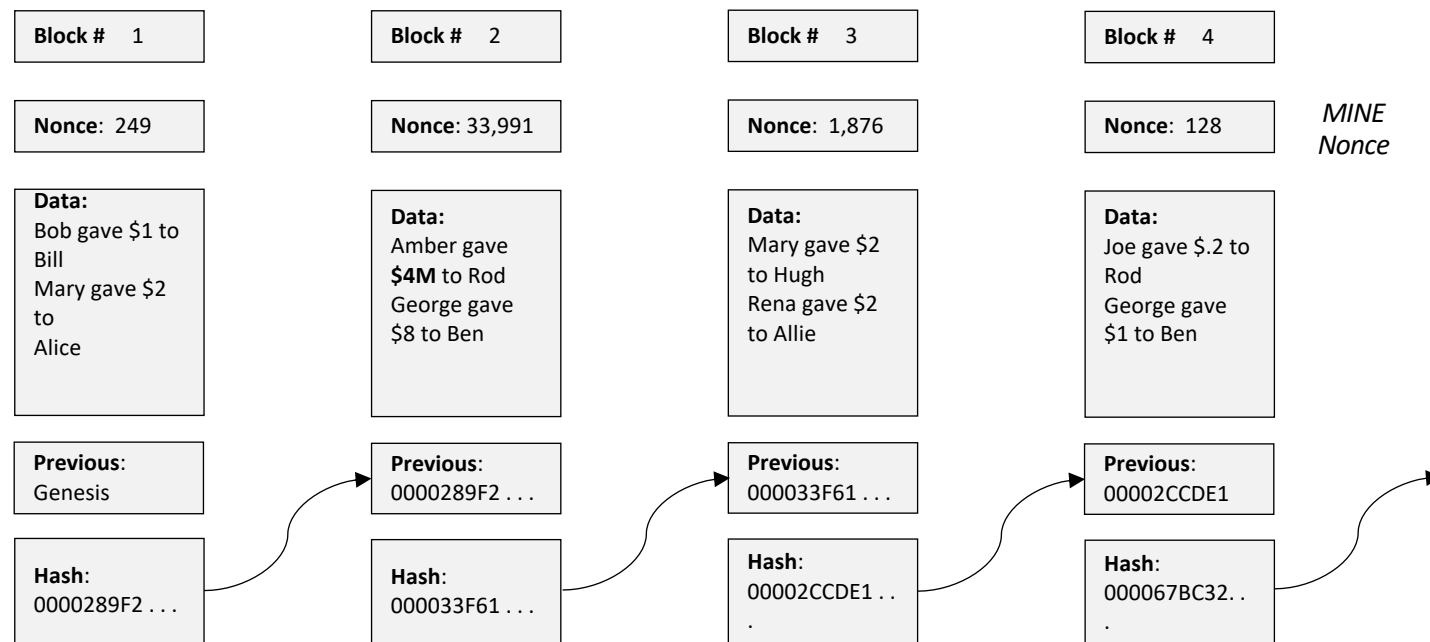 Block # 1
Nonce: 249
Data:
Bob gave $1 to
Bill
Mary gave $2
to
Alice
Previous:
Genesis
Hash:
0000289F2 . . .
Block # 2
Nonce: 33,991
Data:
Amber gave
$4M to Rod
George gave
$8 to Ben
Previous:
0000289F2 . . .
Hash:
000033F61 . . .
Block # 3
Nonce: 1,876
Data:
Mary gave $2
to Hugh
Rena gave $2
to Allie
Previous:
000033F61 . . .
Hash:
00002CCDE1 . .
.
Block # 4
Nonce: 128
Data:
Joe gave $.2 to
Rod
George gave
$1 to Ben
Previous:
00002CCDE1
Hash:
000067BC32. .
.
MINE
Nonce